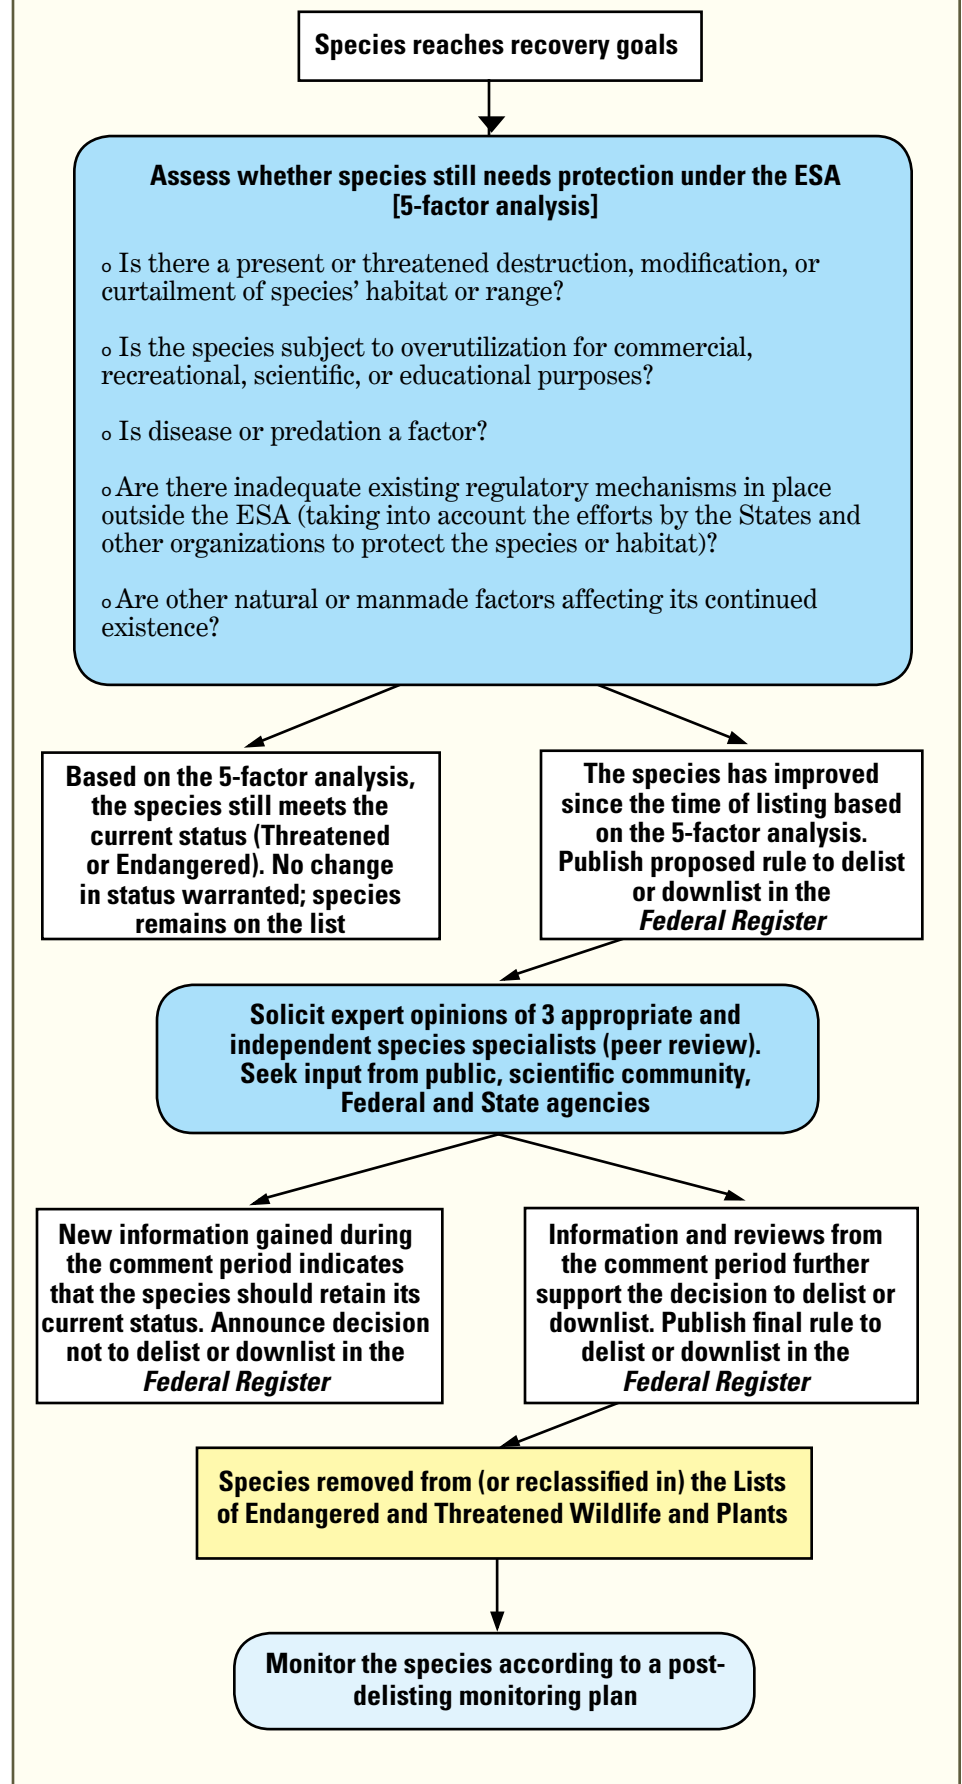 Species reaches recovery goals
Assess whether species still needs protection under the ESA
[5-factor analysis]
o Is there a present or threatened destruction, modification, or
curtailment of species’ habitat or range?
o Is the species subject to overutilization for commercial,
recreational, scientific, or educational purposes?
o Is disease or predation a factor?
o Are there inadequate existing regulatory mechanisms in place
outside the ESA (taking into account the efforts by the States and
other organizations to protect the species or habitat)?
o Are other natural or manmade factors affecting its continued
existence?
Based on the 5-factor analysis,
the species still meets the
current status (Threatened
or Endangered). No change
in status warranted; species
remains on the list
The species has improved
since the time of listing based
on the 5-factor analysis.
Publish proposed rule to delist
or downlist in the
Federal Register
Solicit expert opinions of 3 appropriate and
independent species specialists (peer review).
Seek input from public, scientific community,
Federal and State agencies
New information gained during
the comment period indicates
that the species should retain its
current status. Announce decision
not to delist or downlist in the
Federal Register
Information and reviews from
the comment period further
support the decision to delist or
downlist. Publish final rule to
delist or downlist in the
Federal Register
Species removed from (or reclassified in) the Lists
of Endangered and Threatened Wildlife and Plants
Monitor the species according to a post-
delisting monitoring plan